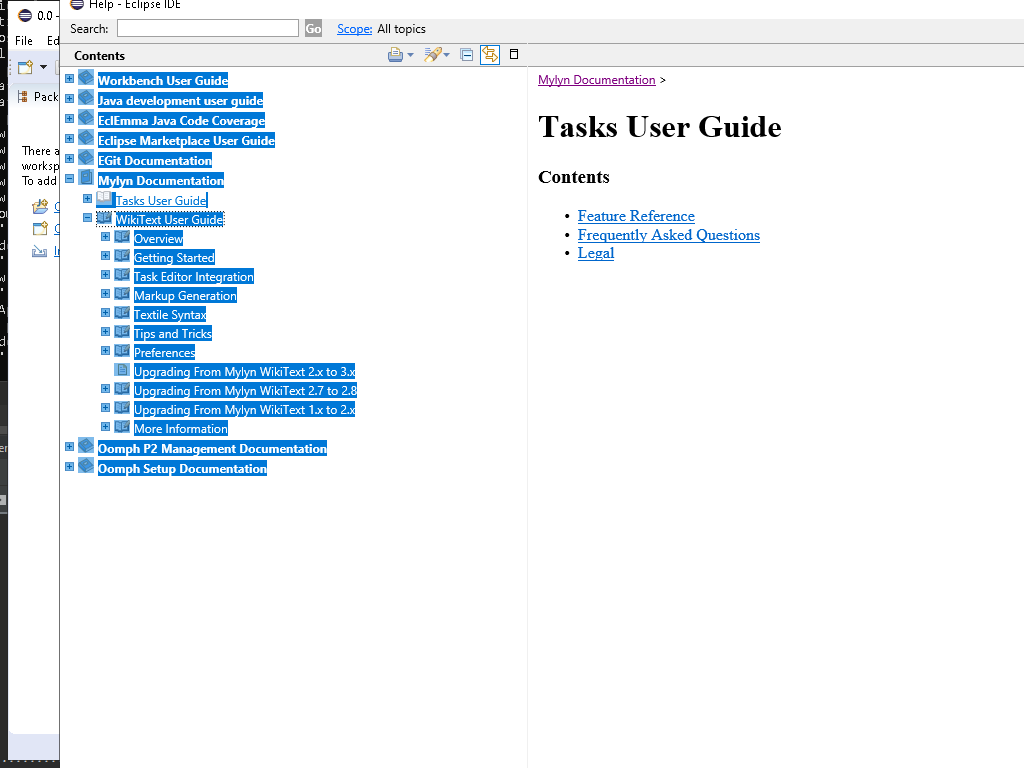 Help - Eclipse IDE
0.0 -
Search: Go Scope: All topics
File Ed
Contents
Pack
There a
worksp
To add
Workbench User Guide
Java development user guide
EclEmma Java Code Coverage
Eclipse Marketplace User Guide
EGit Documentation
Mylyn Documentation
Tasks User Guide
WikiText User Guide
Overview
Getting Started
Task Editor Integration
Markup Generation
Textile Syntax
Tips and Tricks
Preferences
Upgrading From Mylyn WikiText 2.x to 3.x
Upgrading From Mylyn WikiText 2.7 to 2.8
Upgrading From Mylyn WikiText 1.x to 2.x
More Information
Oomph P2 Management Documentation
Oomph Setup Documentation
Mylyn Documentation >
Tasks User Guide
Contents
• Feature Reference
• Frequently Asked Questions
• Legal